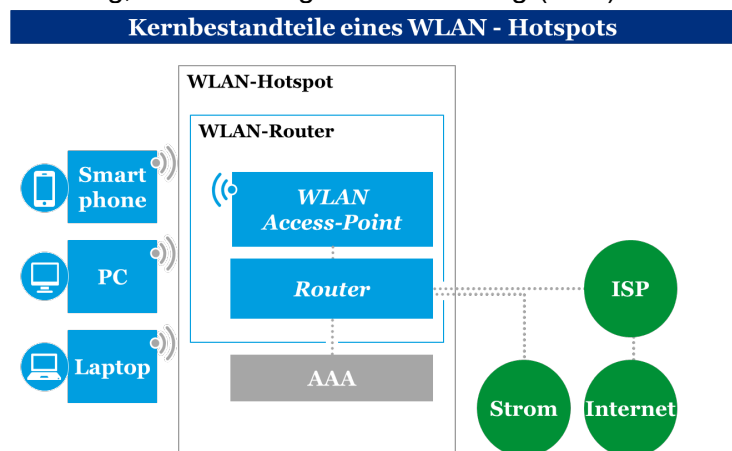 Kernbestandteile eines WLAN - Hotspots
WLAN-Hotspot
WLAN-Router
Smart
phone
WLAN
Access-Point
PC
Router
ISP
Laptop
AAA
Strom
Internet